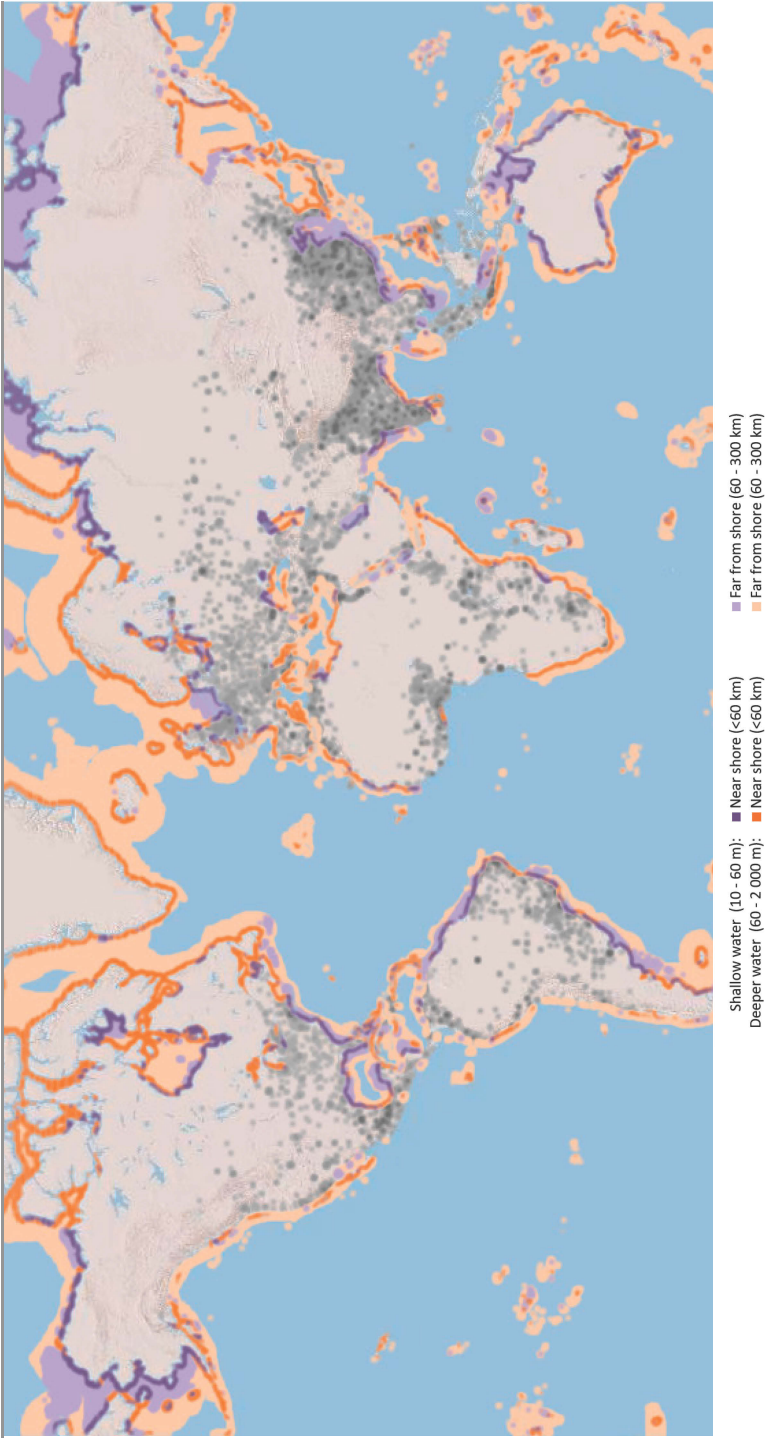 Shallow water (10 - 60 m): Near shore (<60 km) Far from shore (60 - 300 km)
Deeper water (60 - 2 000 m): Near shore (<60 km) Far from shore (60 - 300 km)